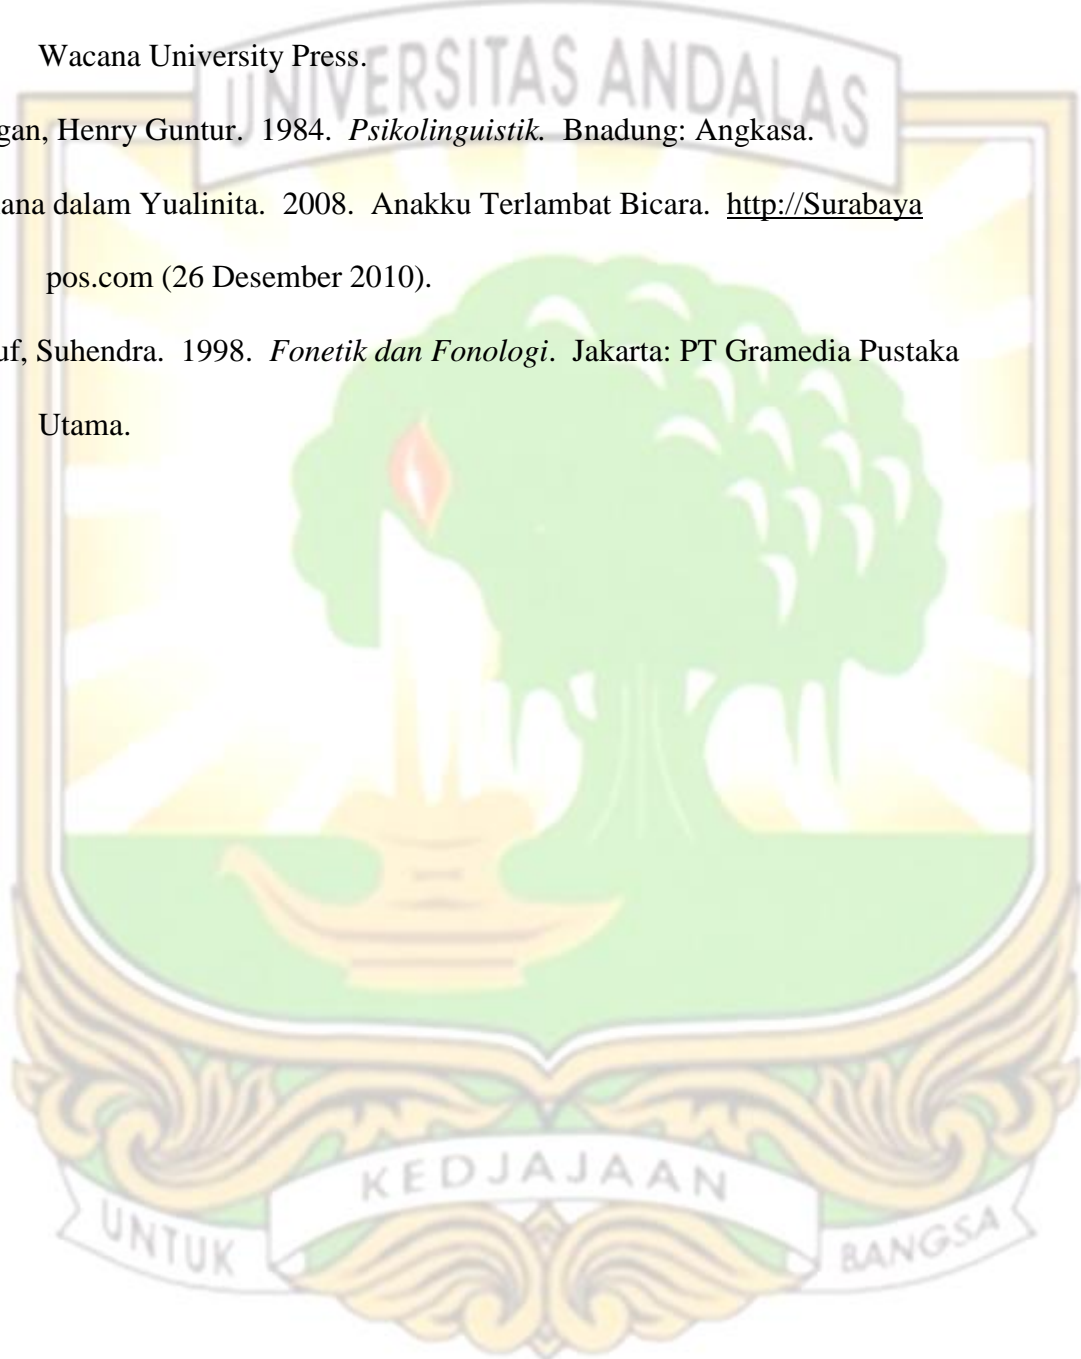 Wacana University Press.
UNIVERSITAS ANDALAS
gan, Henry Guntur. 1984. Psikolinguistik. Bnadung: Angkasa.
ana dalam Yualinita. 2008. Anakku Terlambat Bicara. http://Surabaya
pos.com (26 Desember 2010).
uf, Suhendra. 1998. Fonetik dan Fonologi. Jakarta: PT Gramedia Pustaka
Utama.
KEDJAJAAN
UNTUK
BANGSA